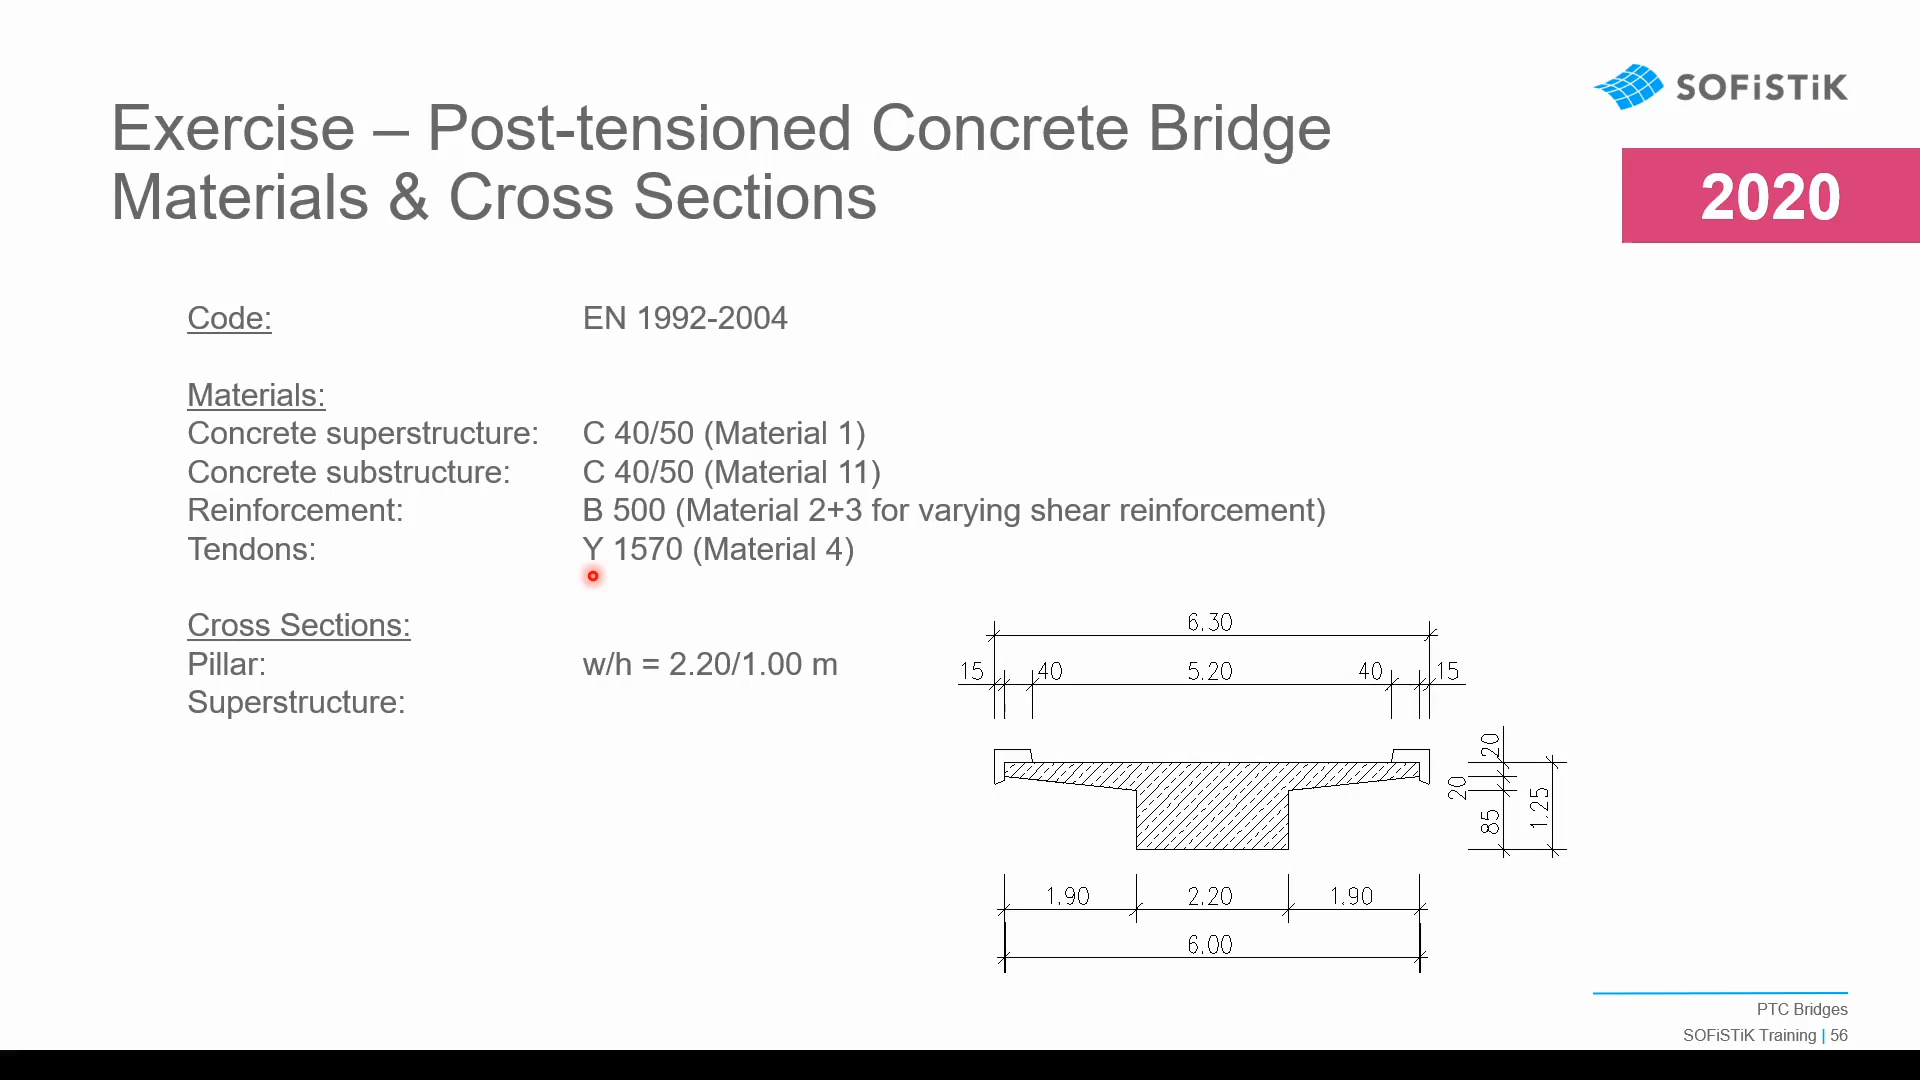 SOFiSTiK
Exercise – Post-tensioned Concrete Bridge
Materials & Cross Sections
2020
Code: EN 1992-2004
Materials:
Concrete superstructure: C 40/50 (Material 1)
Concrete substructure: C 40/50 (Material 11)
Reinforcement: B 500 (Material 2+3 for varying shear reinforcement)
Tendons: Y 1570 (Material 4)
Cross Sections:
Pillar: w/h = 2.20/1.00 m
Superstructure:
6.30
15 40 5.20 40 15
20
20
85
1.25
1.90 2.20 1.90
6.00
PTC Bridges
SOFiSTiK Training | 56